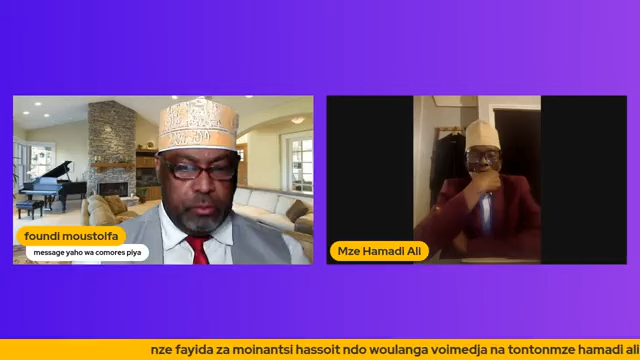 foundi moustoifa
message yaho wa comores piya
Mze Hamadi Ali
nze fayida za moinantsi hassoit ndo woulanga voimedja na tontonmze hamadi ali